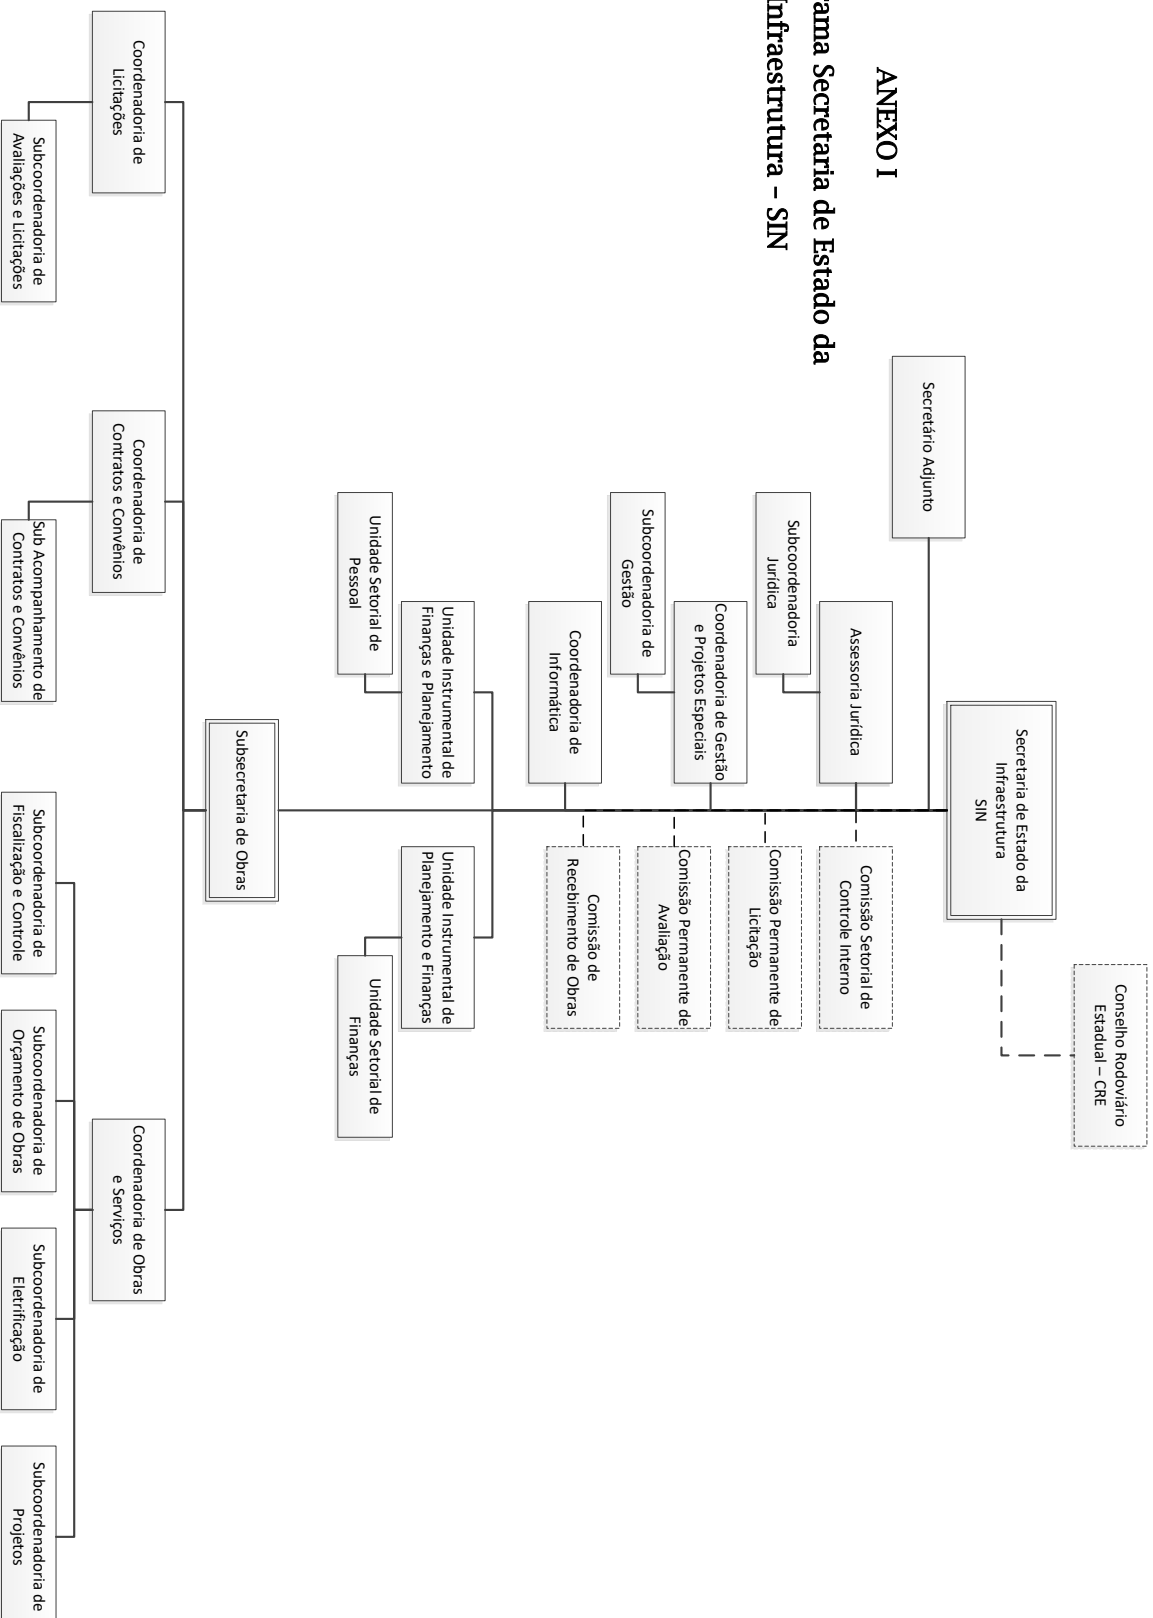 ANEXO I
rama Secretaria de Estado da
Infraestrutura – SIN
Conselho Rodoviário
Estadual – CRE
Secretaria de Estado da
Infraestrutura
SIN
Secretário Adjunto
Assessoria Jurídica
Comissão Setorial de
Controle Interno
Subcoordenadoria
Jurídica
Comissão Permanente de
Licitação
Coordenadoria de Gestão
e Projetos Especiais
Comissão Permanente de
Avaliação
Subcoordenadoria de
Gestão
Coordenadoria de
Informática
Comissão de
Recebimento de Obras
Unidade Instrumental de
Finanças e Planejamento
Unidade Instrumental de
Planejamento e Finanças
Unidade Setorial de
Pessoal
Unidade Setorial de
Finanças
Subsecretaria de Obras
Coordenadoria de
Licitações
Coordenadoria de
Contratos e Convênios
Coordenadoria de Obras
e Serviços
Subcoordenadoria de
Avaliações e Licitações
Sub Acompanhamento de
Contratos e Convênios
Subcoordenadoria de
Fiscalização e Controle
Subcoordenadoria de
Orçamento de Obras
Subcoordenadoria de
Eletrificação
Subcoordenadoria de
Projetos